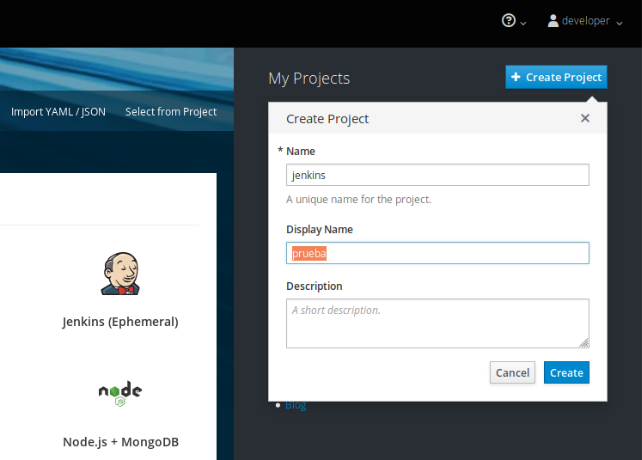 developer
Import YAML / JSON
Select from Project
My Projects
+ Create Project
Create Project
* Name
jenkins
A unique name for the project.
Display Name
prueba
Description
A short description.
Cancel
Create
Blog
Jenkins (Ephemeral)
node
JS
Node.js + MongoDB